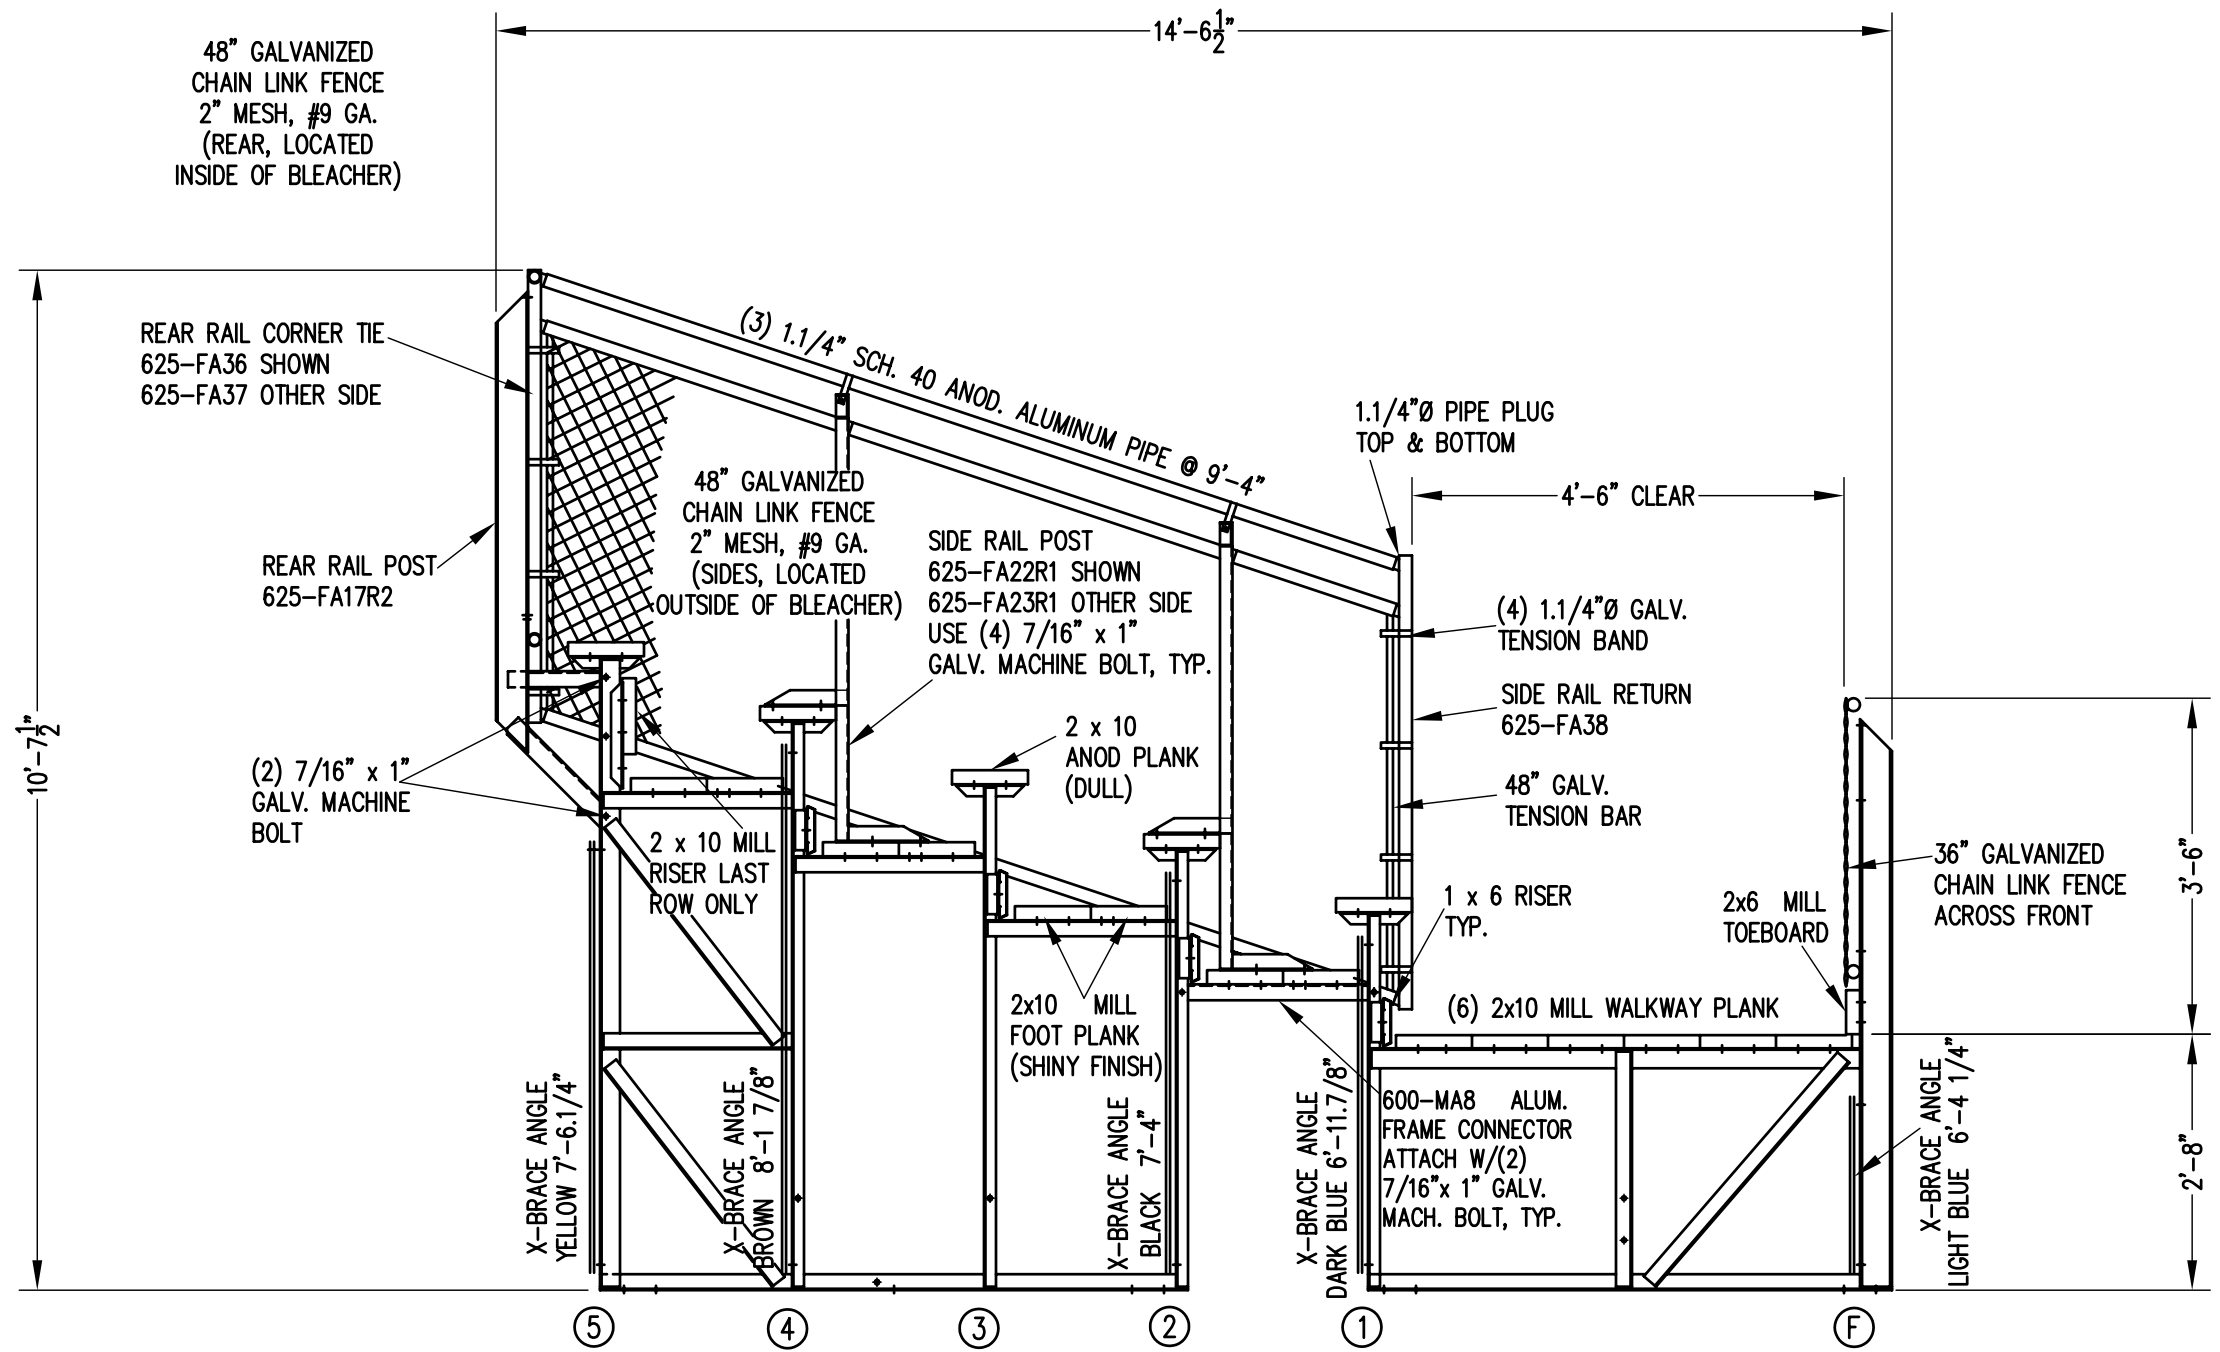 14'-6 1/2"
48" GALVANIZED
CHAIN LINK FENCE
2" MESH, #9 GA.
(REAR, LOCATED
INSIDE OF BLEACHER)
REAR RAIL CORNER TIE
625-FA36 SHOWN
625-FA37 OTHER SIDE
(3) 1.1/4" SCH. 40 ANOD. ALUMINUM PIPE @ 9'-4"
1.1/4"Ø PIPE PLUG
TOP & BOTTOM
4'-6" CLEAR
48" GALVANIZED
CHAIN LINK FENCE
2" MESH, #9 GA.
(SIDES, LOCATED
OUTSIDE OF BLEACHER)
SIDE RAIL POST
625-FA22R1 SHOWN
625-FA23R1 OTHER SIDE
USE (4) 7/16" x 1"
GALV. MACHINE BOLT, TYP.
REAR RAIL POST
625-FA17R2
(4) 1.1/4"Ø GALV.
TENSION BAND
SIDE RAIL RETURN
625-FA38
10'-7 1/2"
2 x 10
ANOD PLANK
(DULL)
(2) 7/16" x 1"
GALV. MACHINE
BOLT
48" GALV.
TENSION BAR
2 x 10 MILL
RISER LAST
ROW ONLY
36" GALVANIZED
CHAIN LINK FENCE
ACROSS FRONT
3'-6"
1 x 6 RISER
TYP.
2x6 MILL
TOEBOARD
2x10 MILL
FOOT PLANK
(SHINY FINISH)
(6) 2x10 MILL WALKWAY PLANK
X-BRACE ANGLE
YELLOW 7'-6.1/4"
X-BRACE ANGLE
BROWN 8'-1 7/8"
X-BRACE ANGLE
BLACK 7'-4"
X-BRACE ANGLE
DARK BLUE 6'-11.7/8"
600-MA8 ALUM.
FRAME CONNECTOR
ATTACH W/(2)
7/16"x 1" GALV.
MACH. BOLT, TYP.
X-BRACE ANGLE
LIGHT BLUE 6'-4 1/4"
2'-8"
5
4
3
2
1
F